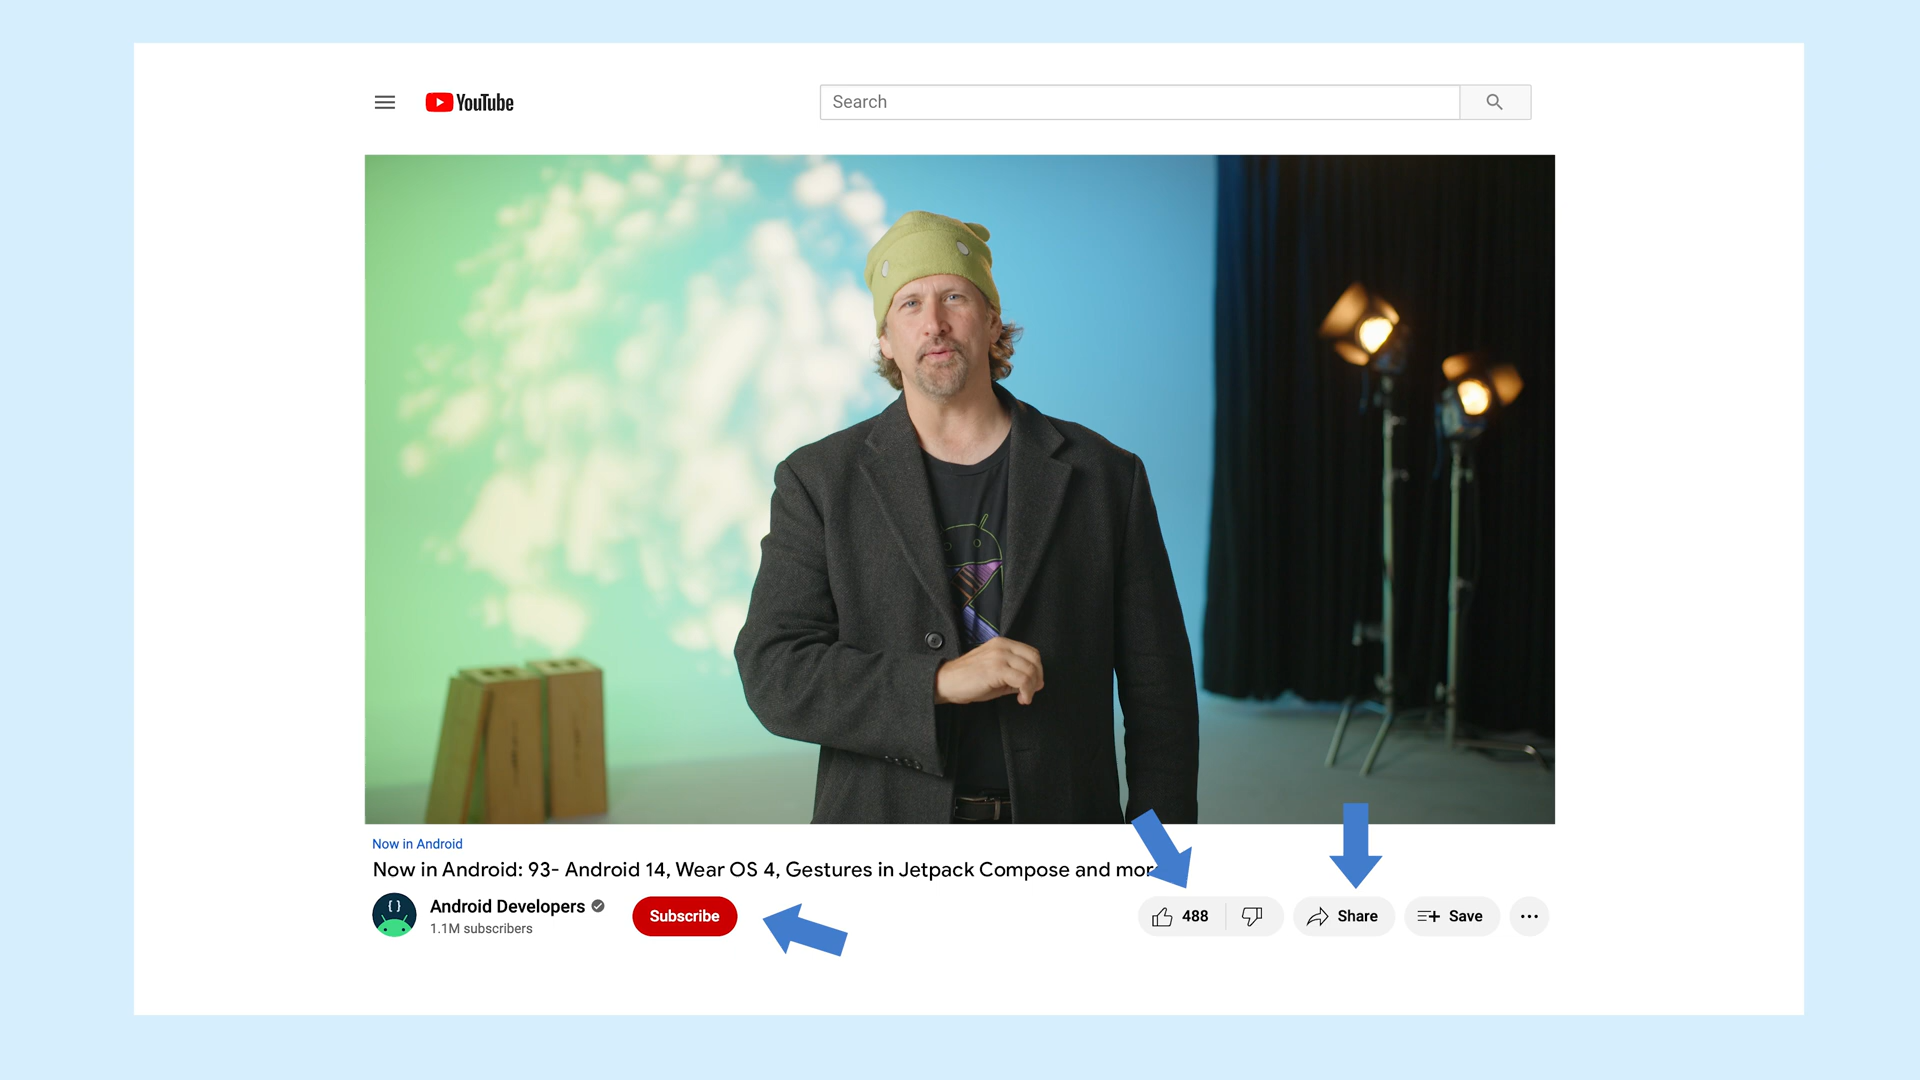 YouTube
Search
Now in Android
Now in Android: 93- Android 14, Wear OS 4, Gestures in Jetpack Compose and mor
Android Developers
1.1M subscribers
Subscribe
488
Share
Save